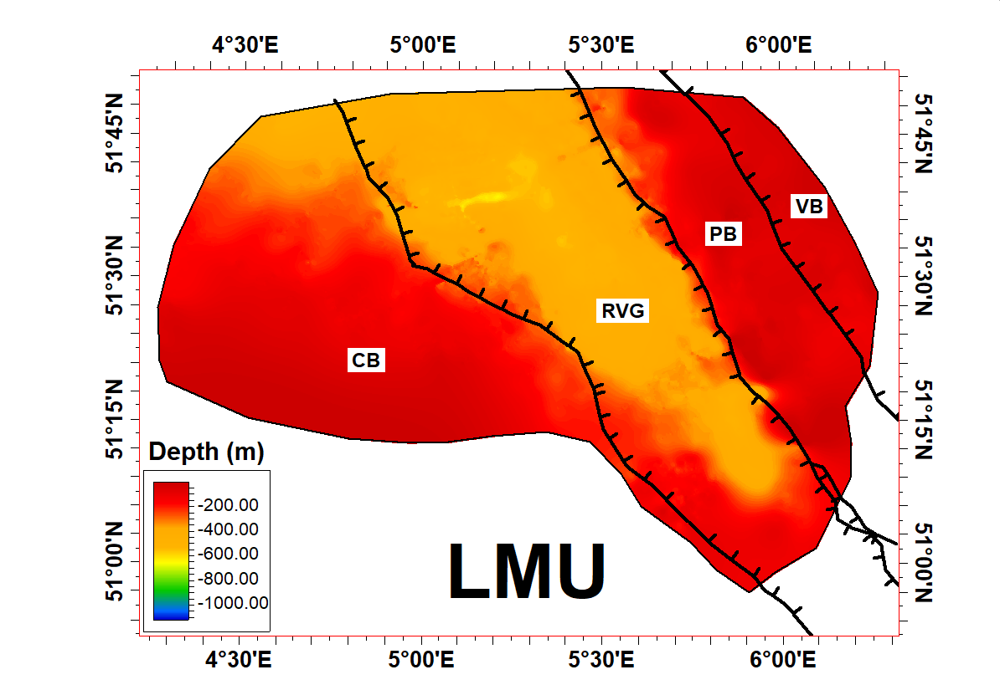 4°30'E 5°00'E 5°30'E 6°00'E
51°45'N
51°30'N
51°15'N
51°00'N
51°45'N
51°30'N
51°15'N
51°00'N
VB
PB
RVG
CB
Depth (m)
-200.00
-400.00
-600.00
-800.00
-1000.00
LMU
4°30'E 5°00'E 5°30'E 6°00'E